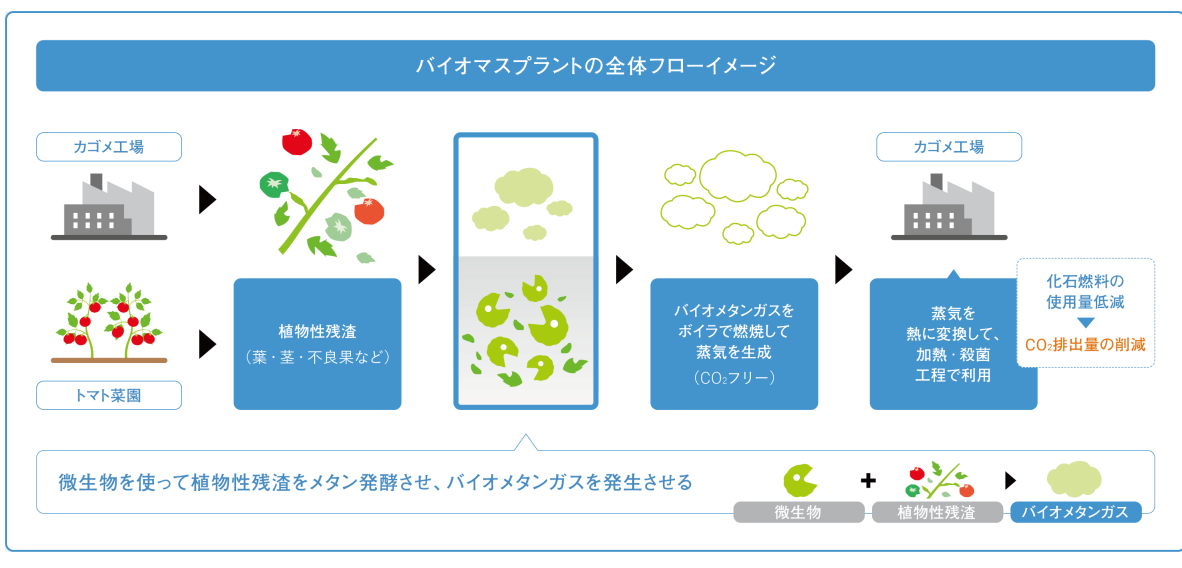 バイオマスプラントの全体フローイメージ
カゴメ工場
トマト菜園
植物性残渣
（葉・茎・不良果など）
バイオメタンガスを
ボイラで燃焼して
蒸気を生成
（CO₂フリー）
カゴメ工場
蒸気を
熱に変換して、
加熱・殺菌
工程で利用
化石燃料の
使用量低減
CO₂排出量の削減
微生物を使って植物性残渣をメタン発酵させ、バイオメタンガスを発生させる
微生物
植物性残渣
バイオメタンガス